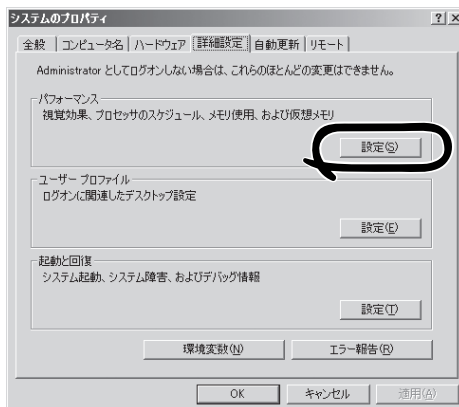 システムのプロパティ
全般 コンピュータ名 ハードウェア 詳細設定 自動更新 リモート
Administrator としてログオンしない場合は、これらのほとんどの変更はできません。
パフォーマンス
視覚効果、プロセッサのスケジュール、メモリ使用、および仮想メモリ
設定(S)
ユーザー プロファイル
ログオンに関連したデスクトップ設定
設定(E)
起動と回復
システム起動、システム障害、およびデバッグ情報
設定(T)
環境変数(N) エラー報告(R)
OK キャンセル 適用(A)